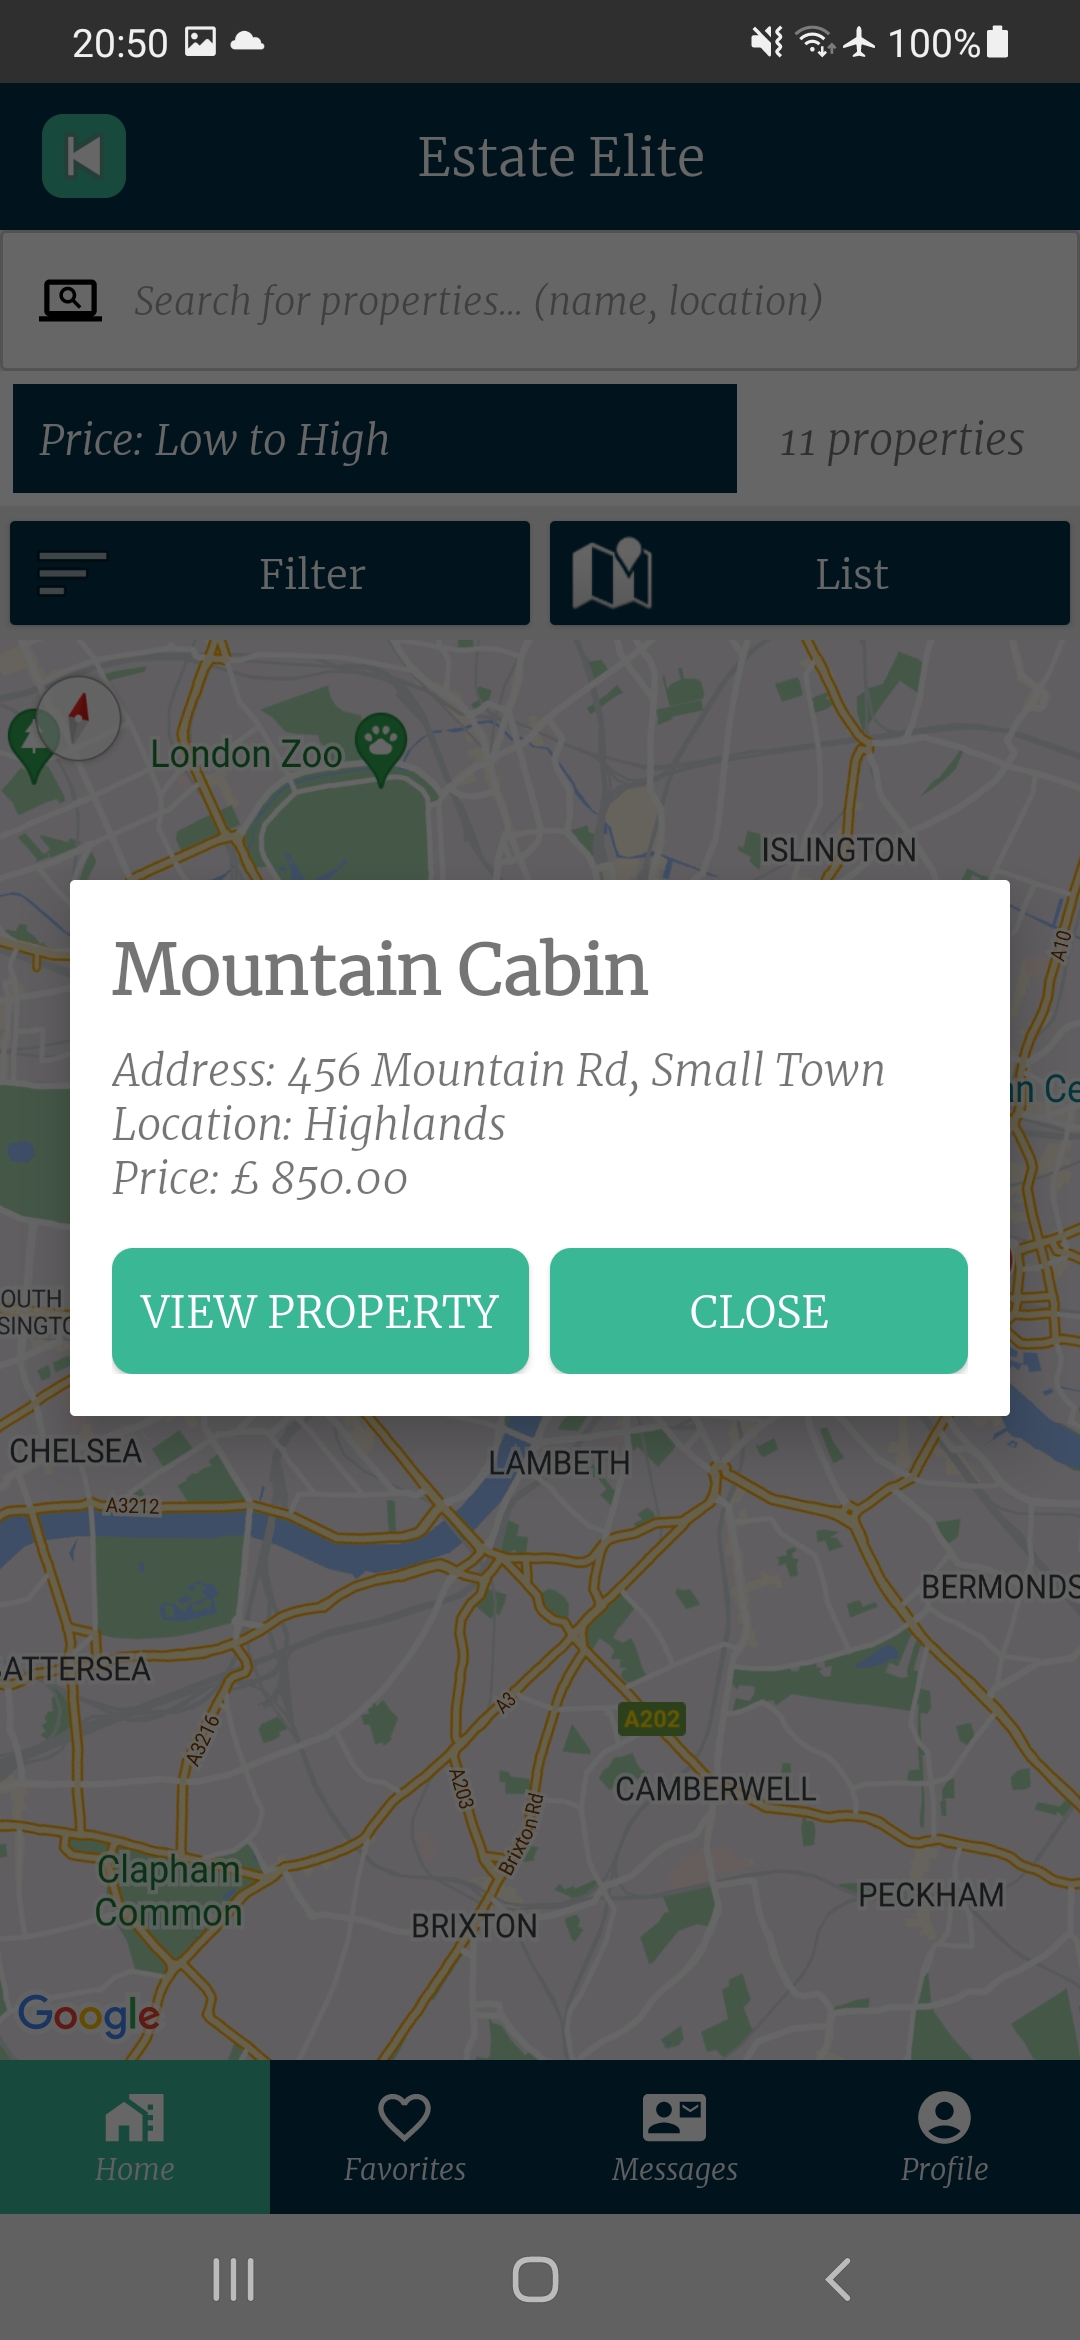 20:50
100%
Estate Elite
Search for properties... (name, location)
Price: Low to High
11 properties
Filter
List
London Zoo
ISLINGTON
A10
Mountain Cabin
Address: 456 Mountain Rd, Small Town
Location: Highlands
Price: £ 850.00
VIEW PROPERTY
CLOSE
CHELSEA
LAMBETH
A3212
BERMONDS
ATTERSEA
A3
A202
A3216
A203
CAMBERWELL
Brixton Rd
Clapham
Common
PECKHAM
BRIXTON
Google
Home
Favorites
Messages
Profile